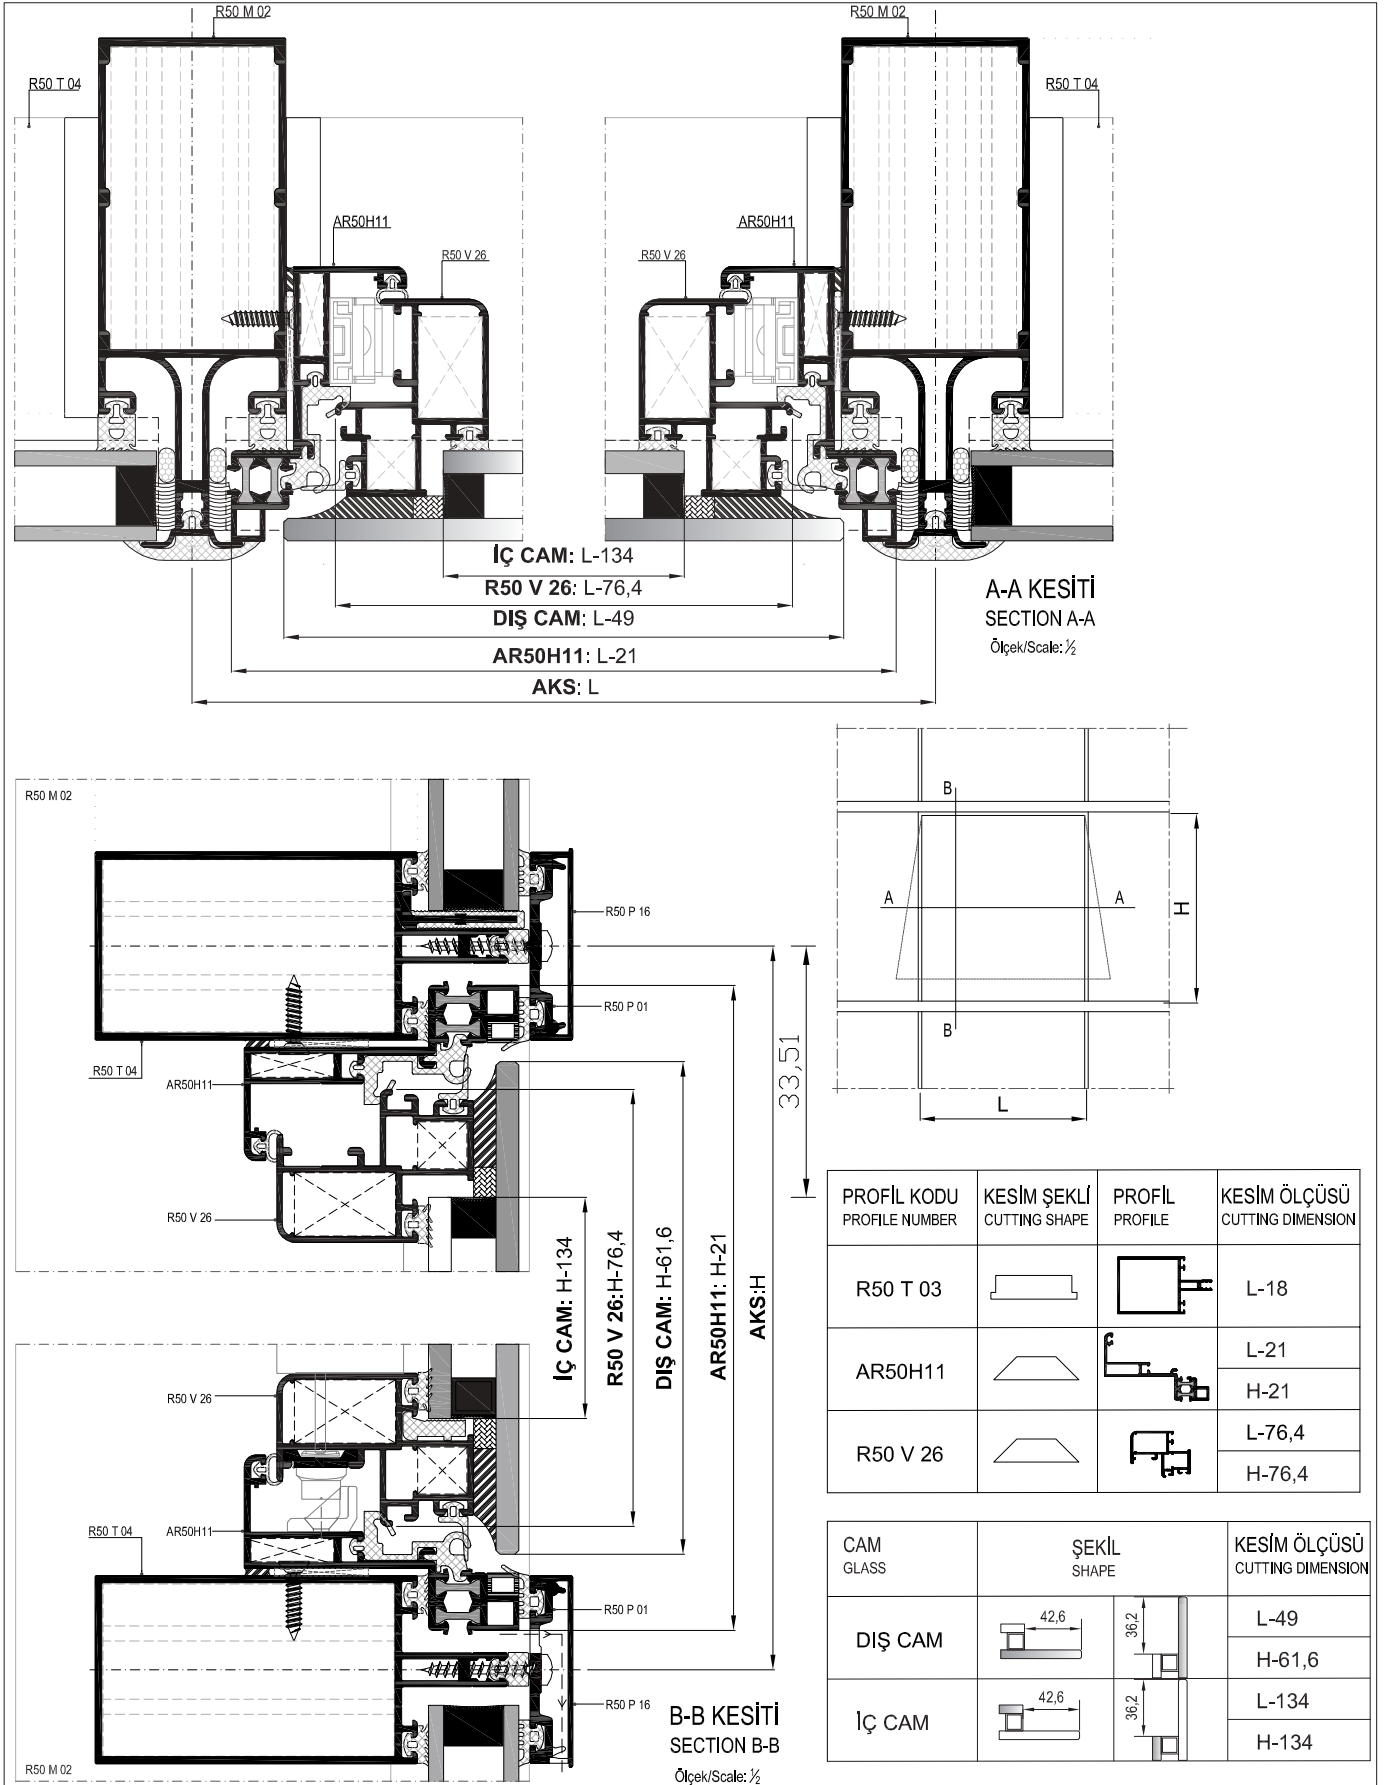 R50 M 02
R50 M 02
R50 T 04
R50 T 04
AR50H11
AR50H11
R50 V 26
R50 V 26
İÇ CAM: L-134
R50 V 26: L-76,4
DIŞ CAM: L-49
AR50H11: L-21
AKS: L
A-A KESİTİ
SECTION A-A
Ölçek/Scale: ½
R50 M 02
R50 P 16
R50 P 01
R50 T 04
AR50H11
R50 V 26
33,51
İÇ CAM: H-134
R50 V 26:H-76,4
DIŞ CAM: H-61,6
AR50H11: H-21
AKS:H
B
A
A
H
B
L
R50 V 26
R50 T 04
AR50H11
R50 P 01
R50 P 16
R50 M 02
B-B KESİTİ
SECTION B-B
Ölçek/Scale: ½
PROFİL KODU
PROFILE NUMBER
KESİM ŞEKLİ
CUTTING SHAPE
PROFİL
PROFILE
KESİM ÖLÇÜSÜ
CUTTING DIMENSION
R50 T 03
L-18
AR50H11
L-21
H-21
R50 V 26
L-76,4
H-76,4
CAM
GLASS
ŞEKİL
SHAPE
KESİM ÖLÇÜSÜ
CUTTING DIMENSION
DIŞ CAM
42,6
36,2
L-49
H-61,6
İÇ CAM
42,6
36,2
L-134
H-134